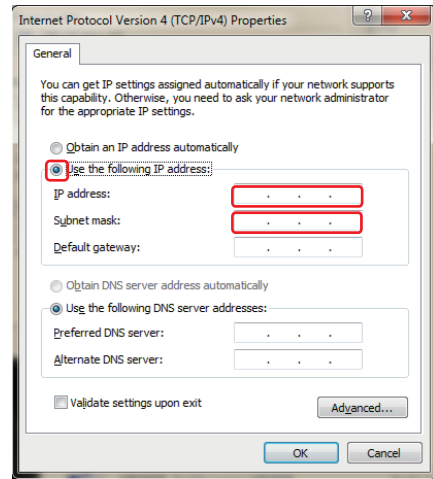 Internet Protocol Version 4 (TCP/IPv4) Properties
General
You can get IP settings assigned automatically if your network supports
this capability. Otherwise, you need to ask your network administrator
for the appropriate IP settings.
Obtain an IP address automatically
Use the following IP address:
IP address:
. . .
Subnet mask:
. . .
Default gateway:
. . .
Obtain DNS server address automatically
Use the following DNS server addresses:
Preferred DNS server:
. . .
Alternate DNS server:
. . .
Validate settings upon exit
Advanced...
OK Cancel